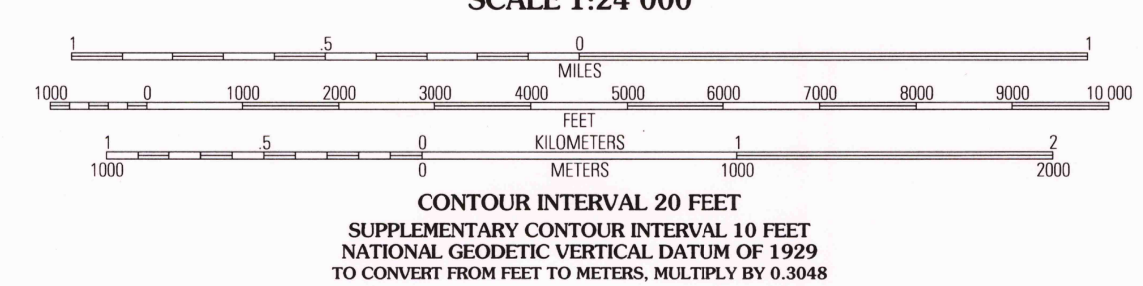 SCALE 1:24 000
1 .5 0 1
MILES
1000 0 1000 2000 3000 4000 5000 6000 7000 8000 9000 10 000
FEET
1 .5 0 KILOMETERS 1 2
1000 0 METERS 1000 2000
CONTOUR INTERVAL 20 FEET
SUPPLEMENTARY CONTOUR INTERVAL 10 FEET
NATIONAL GEODETIC VERTICAL DATUM OF 1929
TO CONVERT FROM FEET TO METERS, MULTIPLY BY 0.3048